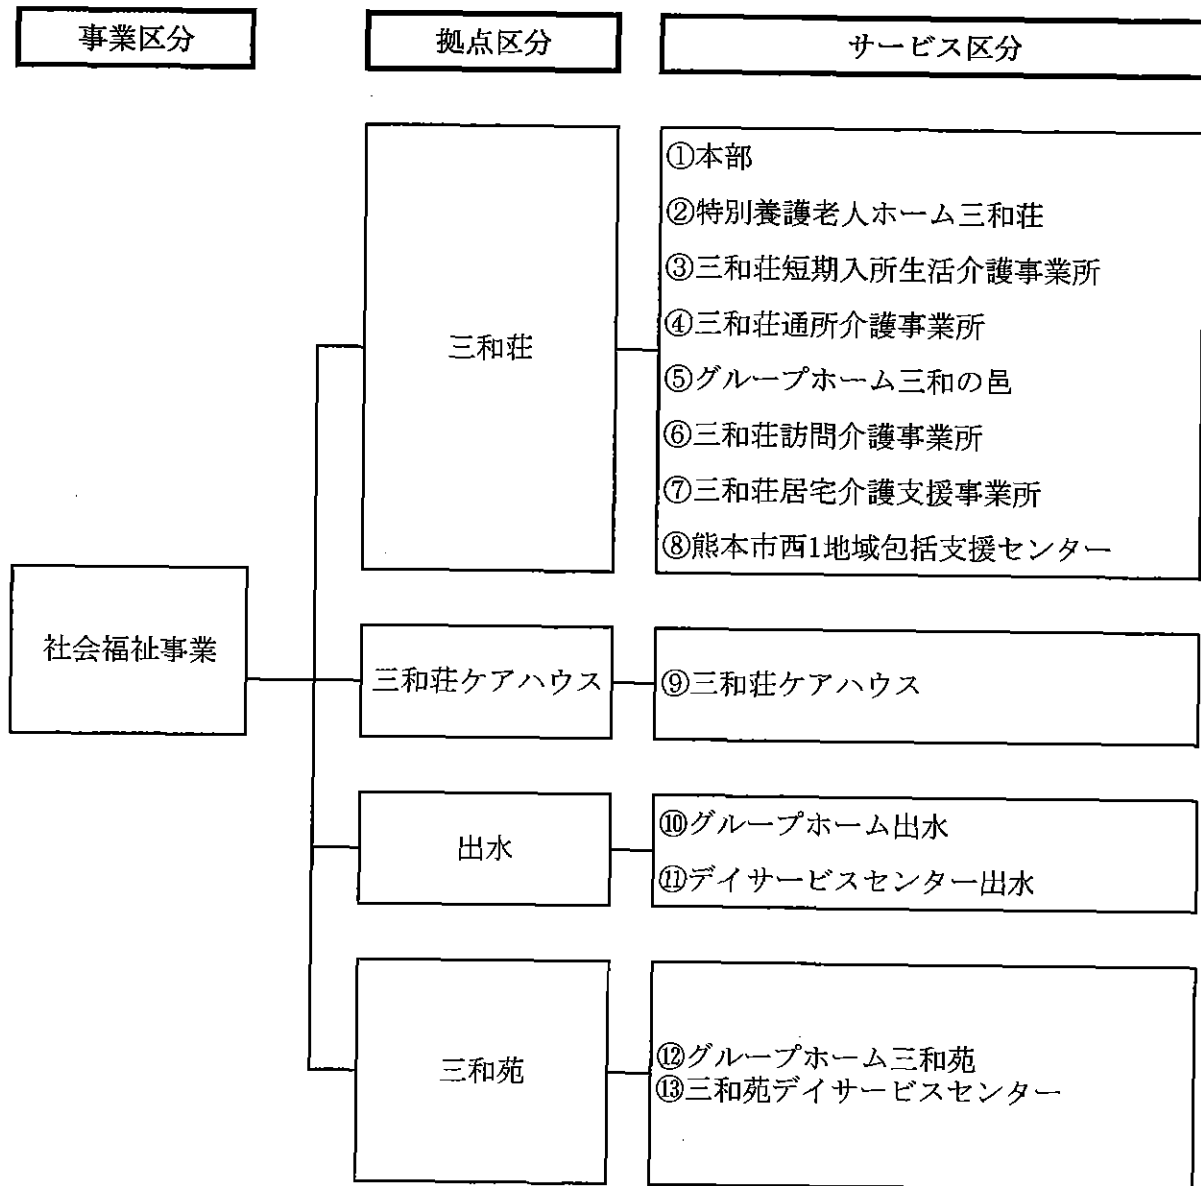 事業区分
拠点区分
サービス区分
三和荘
①本部
②特別養護老人ホーム三和荘
③三和荘短期入所生活介護事業所
④三和荘通所介護事業所
⑤グループホーム三和の邑
⑥三和荘訪問介護事業所
⑦三和荘居宅介護支援事業所
⑧熊本市西1地域包括支援センター
社会福祉事業
三和荘ケアハウス
⑨三和荘ケアハウス
出水
⑩グループホーム出水
⑪デイサービスセンター出水
三和苑
⑫グループホーム三和苑
⑬三和苑デイサービスセンター